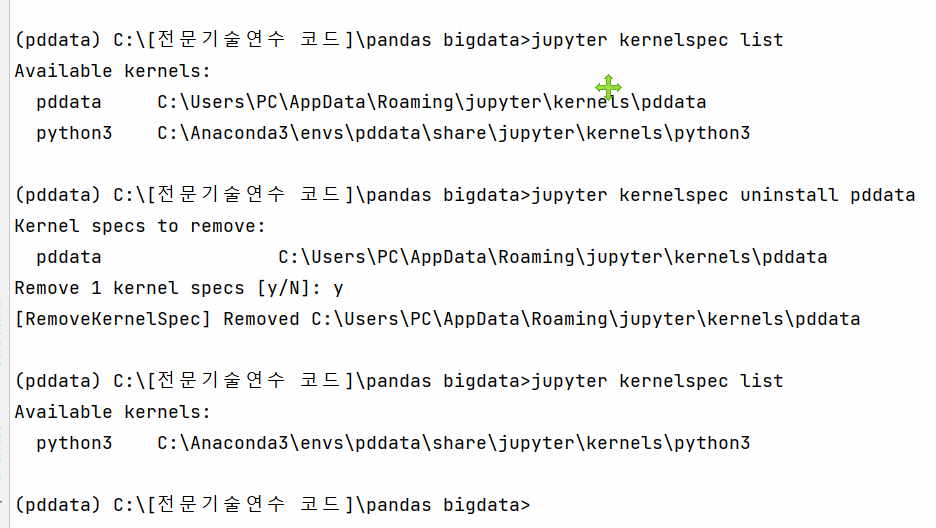 (pddata) C:\[전문기술연수 코드]\pandas bigdata>jupyter kernelspec list
Available kernels:
  pddata     C:\Users\PC\AppData\Roaming\jupyter\kernels\pddata
  python3    C:\Anaconda3\envs\pddata\share\jupyter\kernels\python3
(pddata) C:\[전문기술연수 코드]\pandas bigdata>jupyter kernelspec uninstall pddata
Kernel specs to remove:
  pddata                C:\Users\PC\AppData\Roaming\jupyter\kernels\pddata
Remove 1 kernel specs [y/N]: y
[RemoveKernelSpec] Removed C:\Users\PC\AppData\Roaming\jupyter\kernels\pddata
(pddata) C:\[전문기술연수 코드]\pandas bigdata>jupyter kernelspec list
Available kernels:
  python3    C:\Anaconda3\envs\pddata\share\jupyter\kernels\python3
(pddata) C:\[전문기술연수 코드]\pandas bigdata>